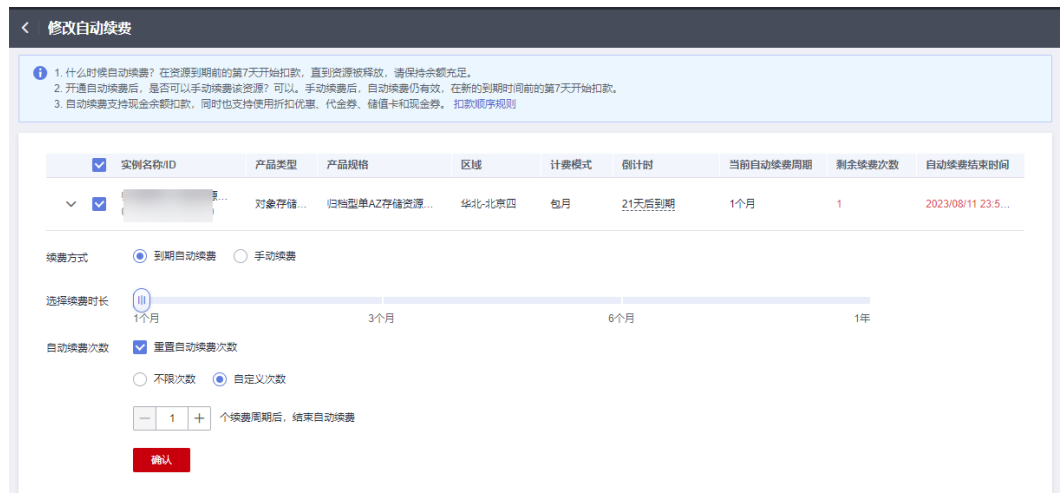 修改自动续费
1. 什么时候自动续费？在资源到期前的第7天开始扣款，直到资源被释放，请保持余额充足。
2. 开通自动续费后，是否可以手动续费该资源？可以。手动续费后，自动续费仍有效，在新的到期时间前的第7天开始扣款。
3. 自动续费支持现金余额扣款，同时也支持使用折扣优惠、代金券、储值卡和现金券。 扣款顺序规则
实例名称/ID 产品类型 产品规格 区域 计费模式 倒计时 当前自动续费周期 剩余续费次数 自动续费结束时间
对象存储... 归档型单AZ存储资源... 华北-北京四 包月 21天后到期 1个月 1 2023/08/11 23:5...
续费方式 到期自动续费 手动续费
选择续费时长
1个月 3个月 6个月 1年
自动续费次数 重置自动续费次数
不限次数 自定义次数
1 个续费周期后，结束自动续费
确认